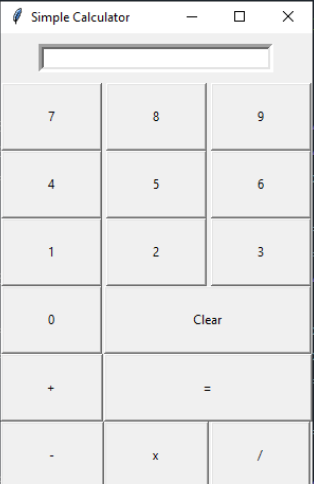 Simple Calculator
7 8 9
4 5 6
1 2 3
0 Clear
+ =
- x /